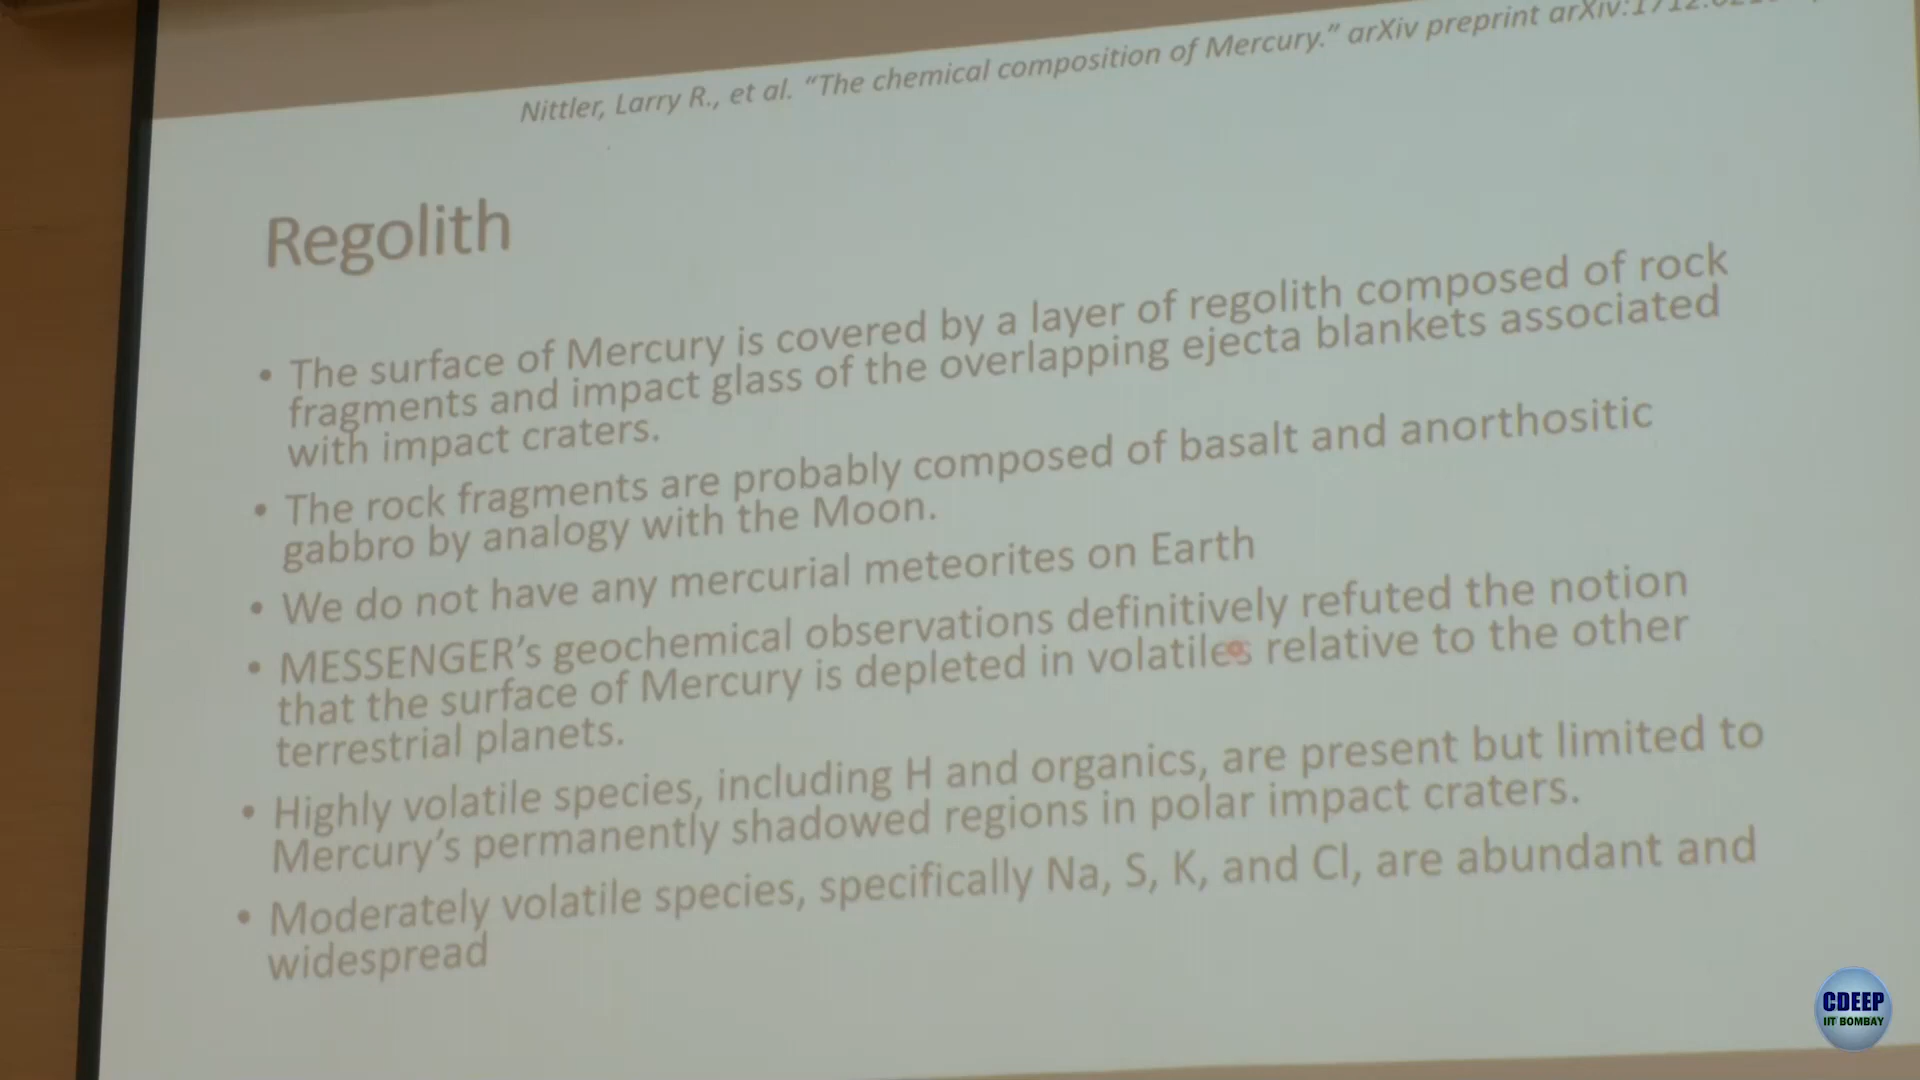 Nittler, Larry R., et al. “The chemical composition of Mercury.” arXiv preprint
Regolith
• The surface of Mercury is covered by a layer of regolith composed of rock
fragments and impact glass of the overlapping ejecta blankets associated
with impact craters.
• The rock fragments are probably composed of basalt and anorthositic
gabbro by analogy with the Moon.
• We do not have any mercurial meteorites on Earth
• MESSENGER’s geochemical observations definitively refuted the notion
that the surface of Mercury is depleted in volatiles relative to the other
terrestrial planets.
• Highly volatile species, including H and organics, are present but limited to
Mercury’s permanently shadowed regions in polar impact craters.
• Moderately volatile species, specifically Na, S, K, and Cl, are abundant and
widespread
CDEEP
IIT BOMBAY